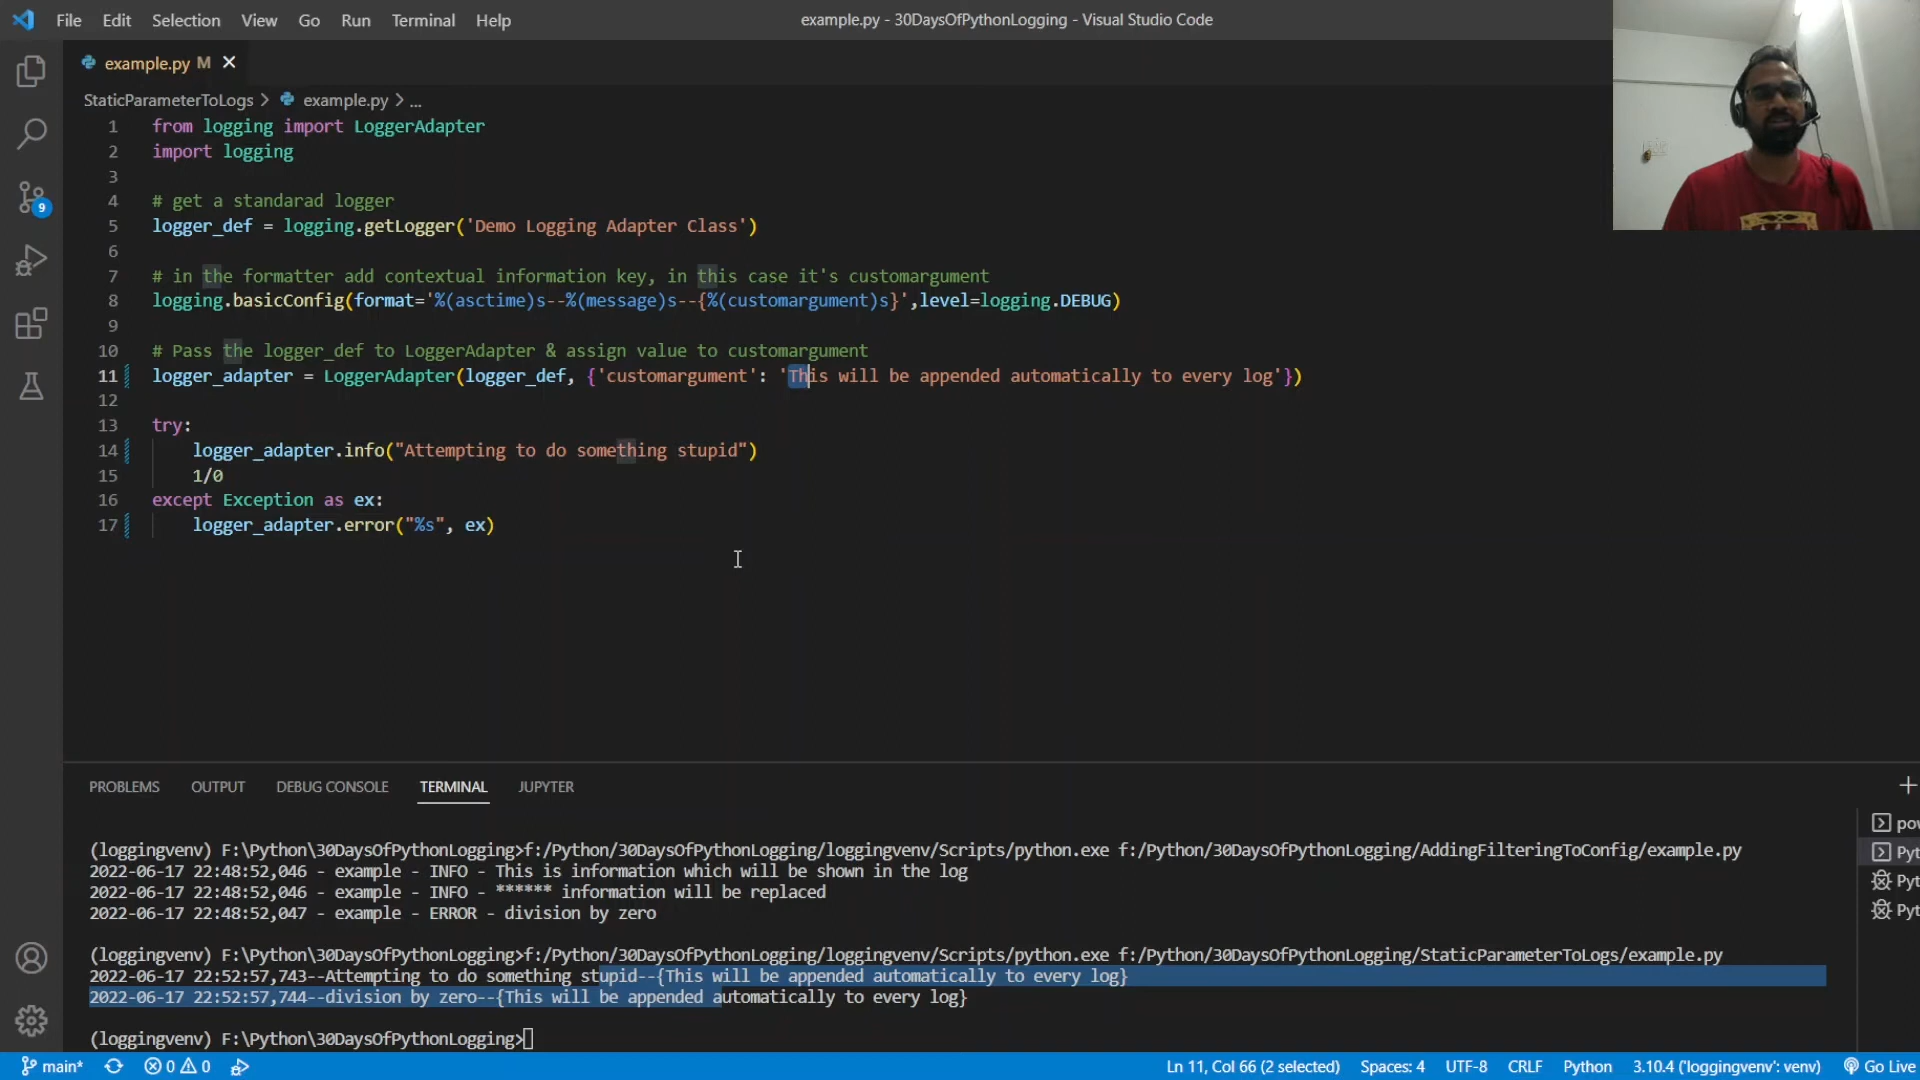 File Edit Selection View Go Run Terminal Help
example.py - 30DaysOfPythonLogging - Visual Studio Code
example.py M
StaticParameterToLogs > example.py > ...
1 from logging import LoggerAdapter
2 import logging
3
4 # get a standarad logger
5 logger_def = logging.getLogger('Demo Logging Adapter Class')
6
7 # in the formatter add contextual information key, in this case it's customargument
8 logging.basicConfig(format='%(asctime)s--%(message)s--{%(customargument)s}',level=logging.DEBUG)
9
10 # Pass the logger_def to LoggerAdapter & assign value to customargument
11 logger_adapter = LoggerAdapter(logger_def, {'customargument': 'This will be appended automatically to every log'})
12
13 try:
14 logger_adapter.info("Attempting to do something stupid")
15 1/0
16 except Exception as ex:
17 logger_adapter.error("%s", ex)
9
PROBLEMS OUTPUT DEBUG CONSOLE TERMINAL JUPYTER
(loggingvenv) F:\Python\30DaysOfPythonLogging>f:/Python/30DaysOfPythonLogging/loggingvenv/Scripts/python.exe f:/Python/30DaysOfPythonLogging/AddingFilteringToConfig/example.py
2022-06-17 22:48:52,046 - example - INFO - This is information which will be shown in the log
2022-06-17 22:48:52,046 - example - INFO - ****** information will be replaced
2022-06-17 22:48:52,047 - example - ERROR - division by zero
(loggingvenv) F:\Python\30DaysOfPythonLogging>f:/Python/30DaysOfPythonLogging/loggingvenv/Scripts/python.exe f:/Python/30DaysOfPythonLogging/StaticParameterToLogs/example.py
2022-06-17 22:52:57,743--Attempting to do something stupid--{This will be appended automatically to every log}
2022-06-17 22:52:57,744--division by zero--{This will be appended automatically to every log}
(loggingvenv) F:\Python\30DaysOfPythonLogging>
pov
Pyt
Pyt
Pyt
main* 0 0 Ln 11, Col 66 (2 selected) Spaces: 4 UTF-8 CRLF Python 3.10.4 ('loggingvenv': venv) Go Live